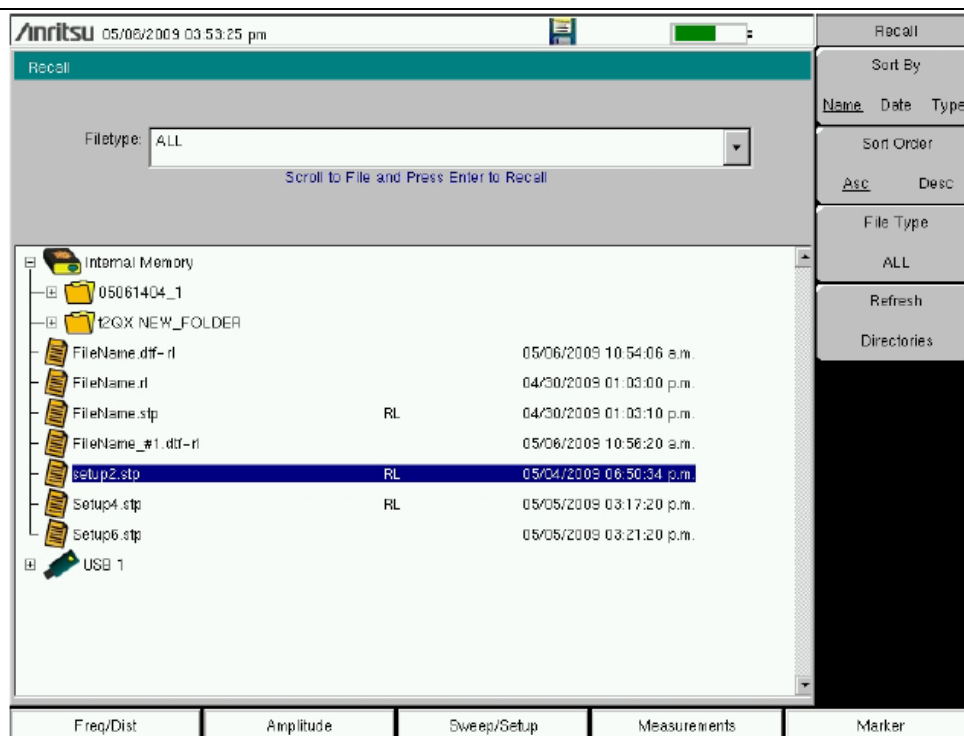 Anritsu 05/06/2009 03:53:25 pm
Recall
Filetype: ALL
Scroll to File and Press Enter to Recall
Internal Memory
05061404_1
t2GX NEW_FOLDER
FileName.dtf-rl 05/06/2009 10:54:06 a.m.
FileName.rl 04/30/2009 01:03:00 p.m.
FileName.stp RL 04/30/2009 01:03:10 p.m.
FileName_#1.dtf-rl 05/06/2009 10:56:20 a.m.
setup2.stp RL 05/04/2009 06:50:34 p.m.
Setup4.stp RL 05/05/2009 03:17:20 p.m.
Setup6.stp 05/05/2009 03:21:20 p.m.
USB 1
Recall
Sort By
Name Date Type
Sort Order
Asc Desc
File Type
ALL
Refresh
Directories
Freq/Dist Amplitude Sweep/Setup Measurements Marker